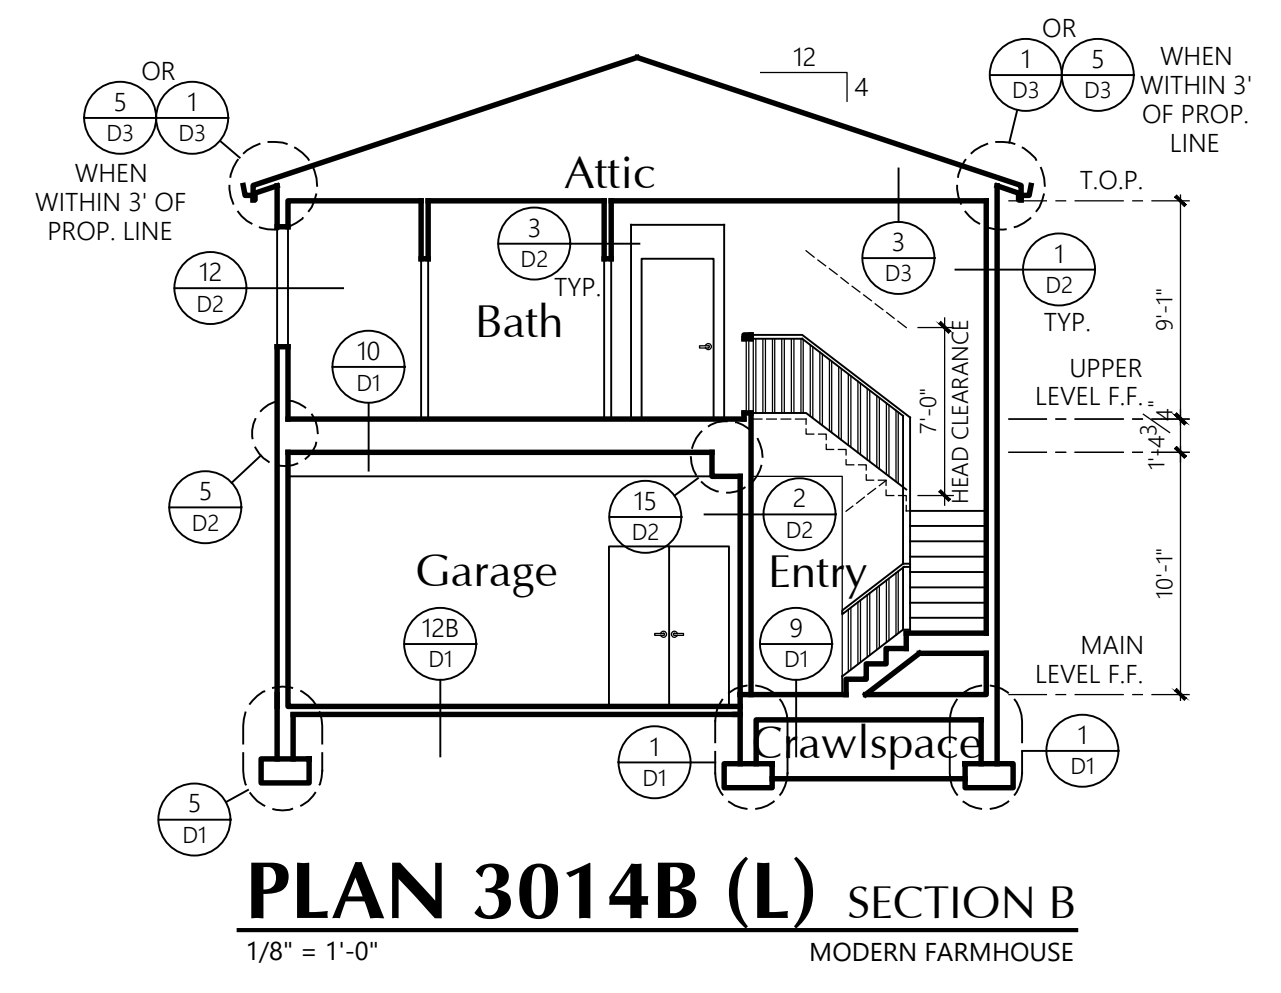 OR
5
D3
1
D3
WHEN
WITHIN 3' OF
PROP. LINE
12
4
OR
1
D3
5
D3
WHEN
WITHIN 3'
OF PROP.
LINE
Attic
T.O.P.
3
D2
TYP.
3
D3
1
D2
TYP.
12
D2
Bath
9'-1"
10
D1
UPPER
LEVEL F.F.
7'-0"
HEAD CLEARANCE
1'-4 3/4"
5
D2
15
D2
2
D2
Garage
Entry
10'-1"
12B
D1
9
D1
MAIN
LEVEL F.F.
Crawlspace
1
D1
1
D1
5
D1
PLAN 3014B (L) SECTION B
1/8" = 1'-0"
MODERN FARMHOUSE